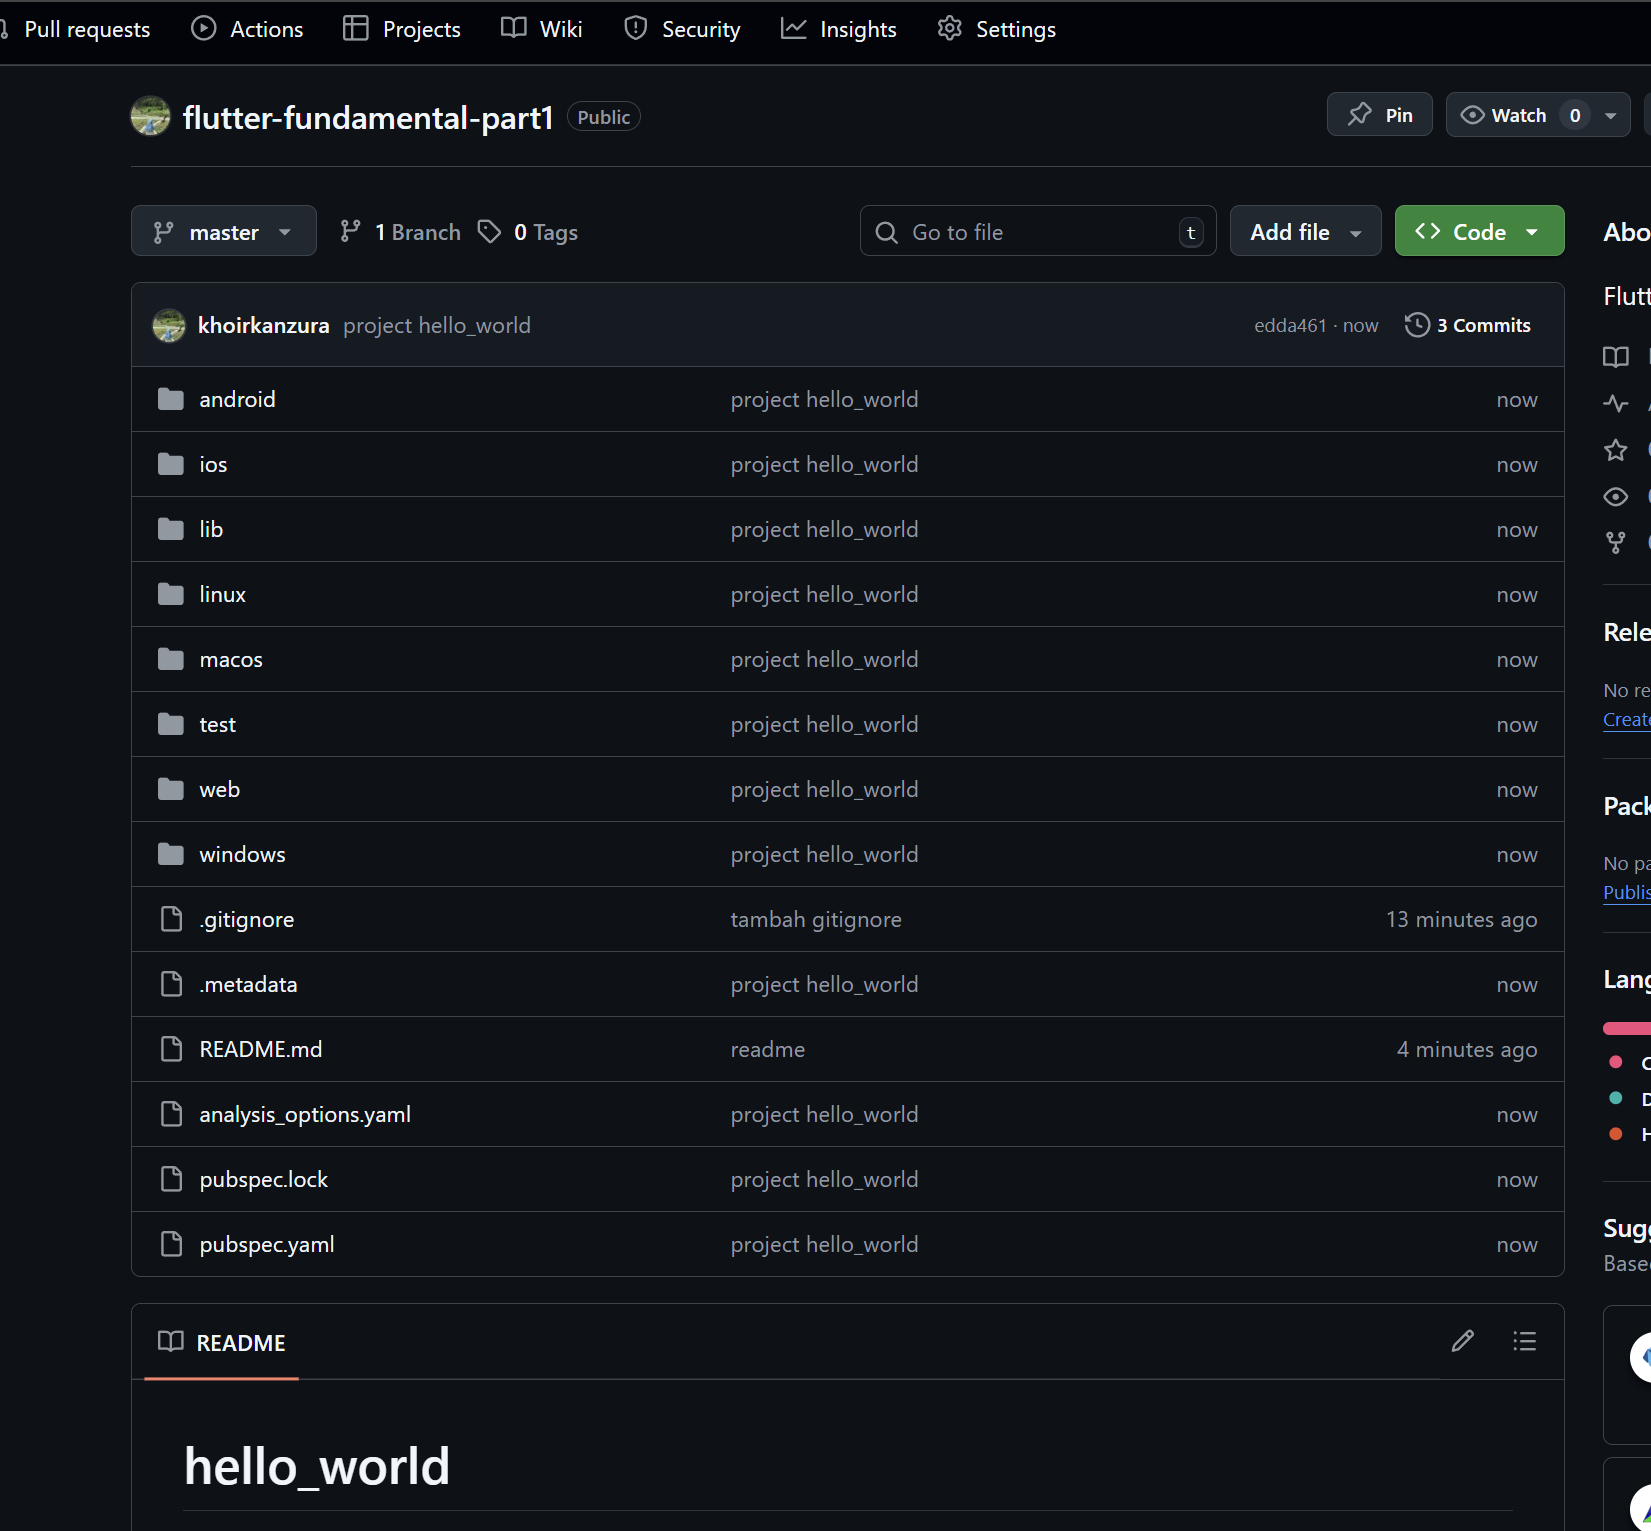 Pull requests Actions Projects Wiki Security Insights Settings
flutter-fundamental-part1 Public Pin Watch 0
master 1 Branch 0 Tags Go to file t Add file Code
khoirkanzura project hello_world edda461 · now 3 Commits
android project hello_world now
ios project hello_world now
lib project hello_world now
linux project hello_world now
macos project hello_world now
test project hello_world now
web project hello_world now
windows project hello_world now
.gitignore tambah gitignore 13 minutes ago
.metadata project hello_world now
README.md readme 4 minutes ago
analysis_options.yaml project hello_world now
pubspec.lock project hello_world now
pubspec.yaml project hello_world now
README
hello_world
Abo
Flutt
Rele
No re
Create
Pack
No pa
Publis
Lang
D
H
Sugg
Base